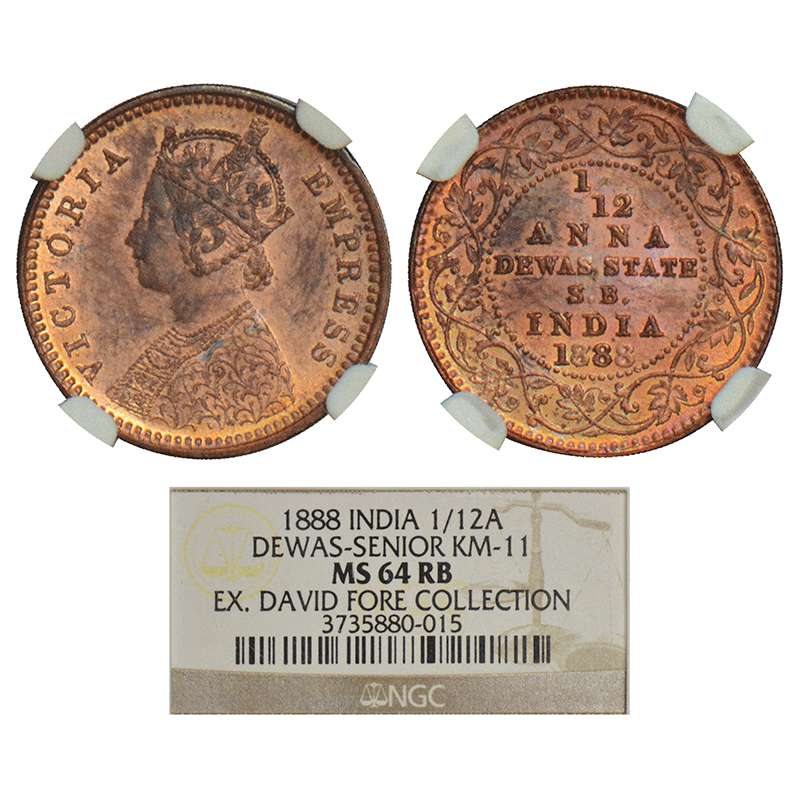 VICTORIA EMPRESS
1
12
ANNA
DEWAS STATE
S.B.
INDIA
1888
1888 INDIA 1/12A
DEWAS-SENIOR KM-11
MS 64 RB
EX. DAVID FORE COLLECTION
3735880-015
NGC